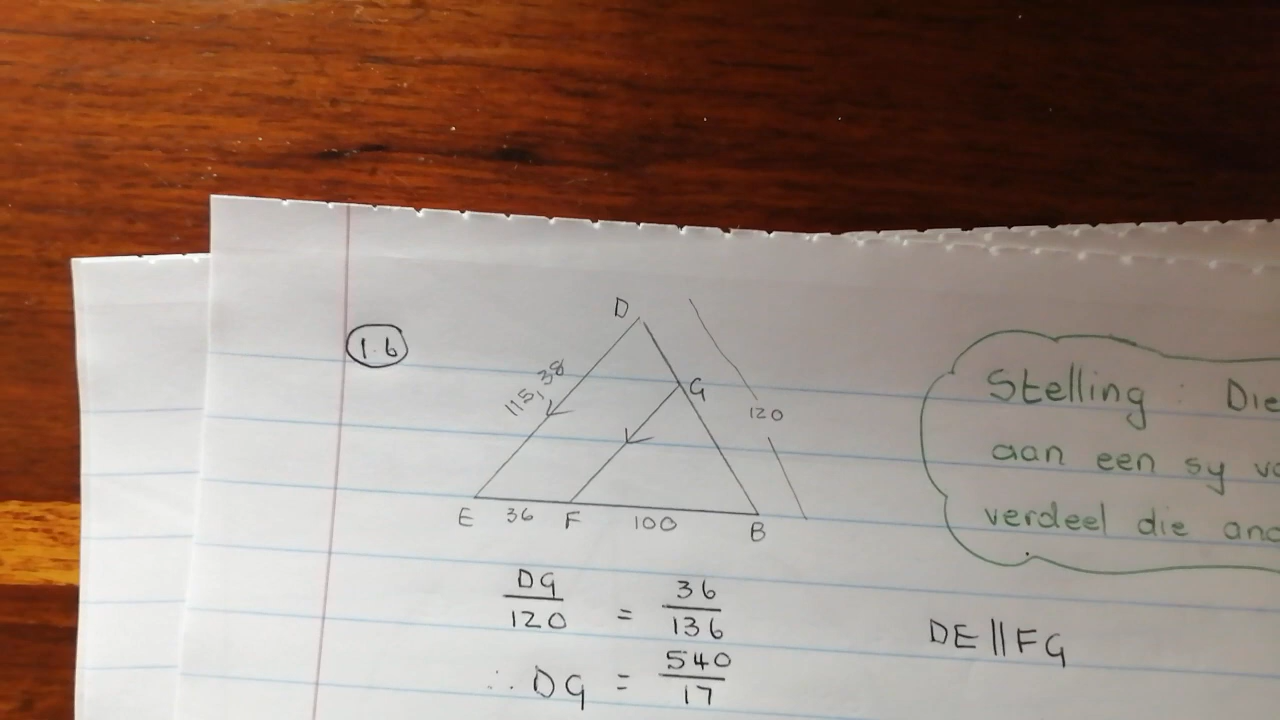 1.6
D
115,38
G
120
E 36 F 100 B
Stelling : Die
aan een sy
verdeel die
DG/120 = 36/136
DE || FG
∴ DG = 540/17